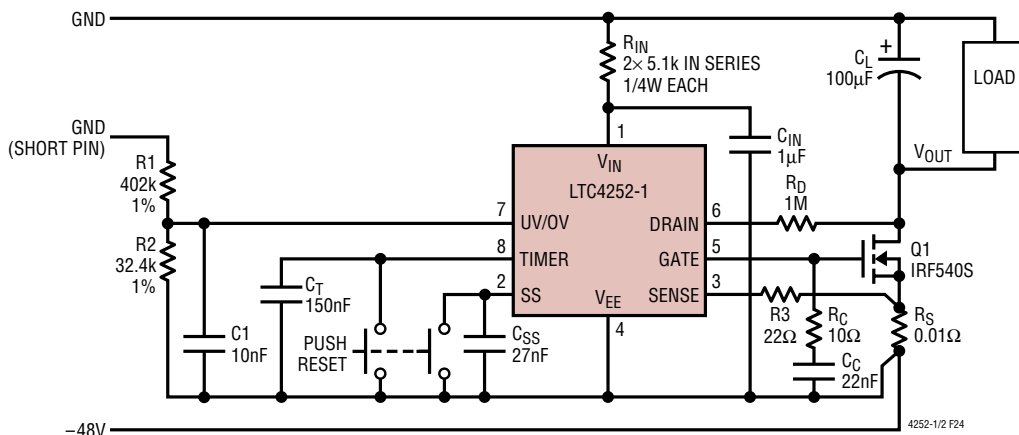 GND
R_IN
2× 5.1k IN SERIES
1/4W EACH
C_L
100µF
+
LOAD
GND
(SHORT PIN)
R1
402k
1%
R2
32.4k
1%
C1
10nF
C_T
150nF
PUSH
RESET
C_SS
27nF
1
V_IN
LTC4252-1
7
UV/OV
8
TIMER
2
SS
V_EE
4
DRAIN
6
GATE
5
SENSE
3
C_IN
1µF
R_D
1M
V_OUT
Q1
IRF540S
R3
22Ω
R_C
10Ω
C_C
22nF
R_S
0.01Ω
–48V
4252-1/2 F24